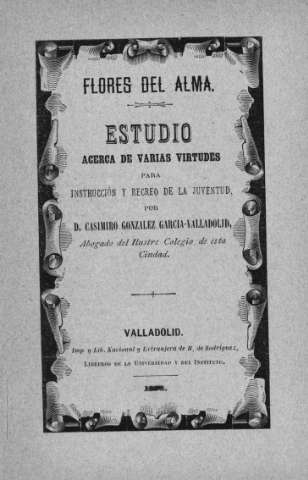 FLORES DEL ALMA.
ESTUDIO
ACERCA DE VARIAS VIRTUDES
PARA
INSTRUCCIÓN Y RECREO DE LA JUVENTUD,
POR
D. CASIMIRO GONZALEZ GARCIA-VALLADOLID,
Abogado del Ilustre Colegio de esta
Ciudad.
VALLADOLID.
Imp. y Lib. Nacional y Extranjera de H. de Rodriguez,
LIBREROS DE LA UNIVERSIDAD Y DEL INSTITUTO.